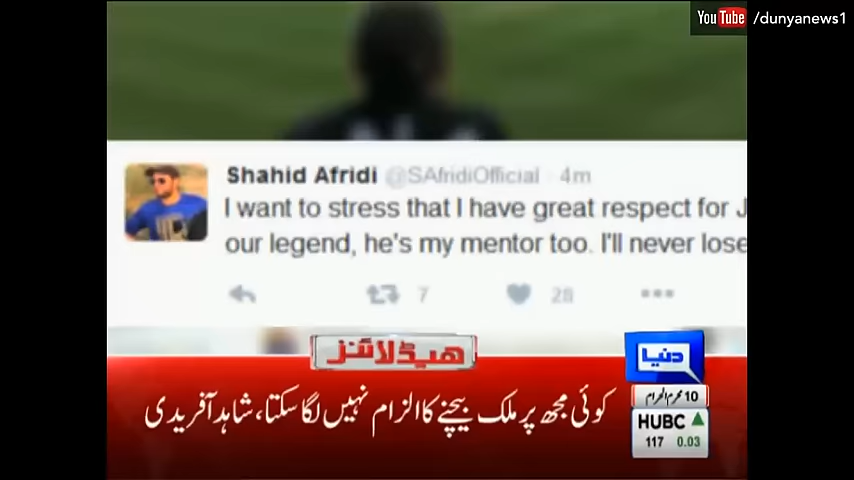 YouTube /dunyanews1
Shahid Afridi @SAfridiOfficial · 4m
I want to stress that I have great respect for J
our legend, he's my mentor too. I'll never lose
7 28
ہیڈلائنز
دنیا
10 محرم الحرام
کوئی مجھ پر ملک بیچنے کا الزام نہیں لگا سکتا، شاہد آفریدی
HUBC ▲
117 0.03